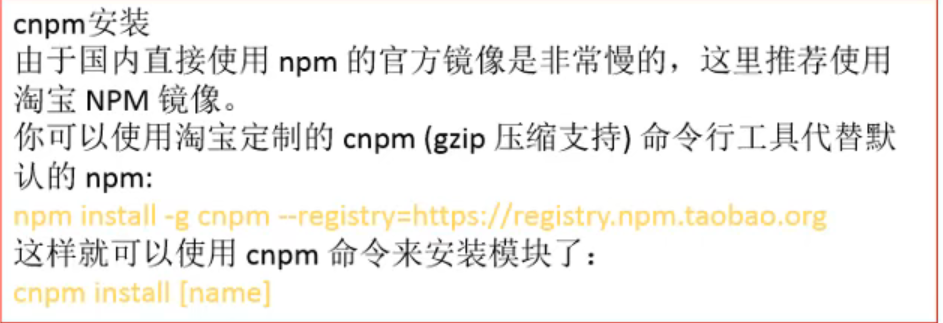 cnpm安装
由于国内直接使用 npm 的官方镜像是非常慢的，这里推荐使用
淘宝 NPM 镜像。
你可以使用淘宝定制的 cnpm (gzip 压缩支持) 命令行工具代替默
认的 npm:
npm install -g cnpm --registry=https://registry.npm.taobao.org
这样就可以使用 cnpm 命令来安装模块了：
cnpm install [name]